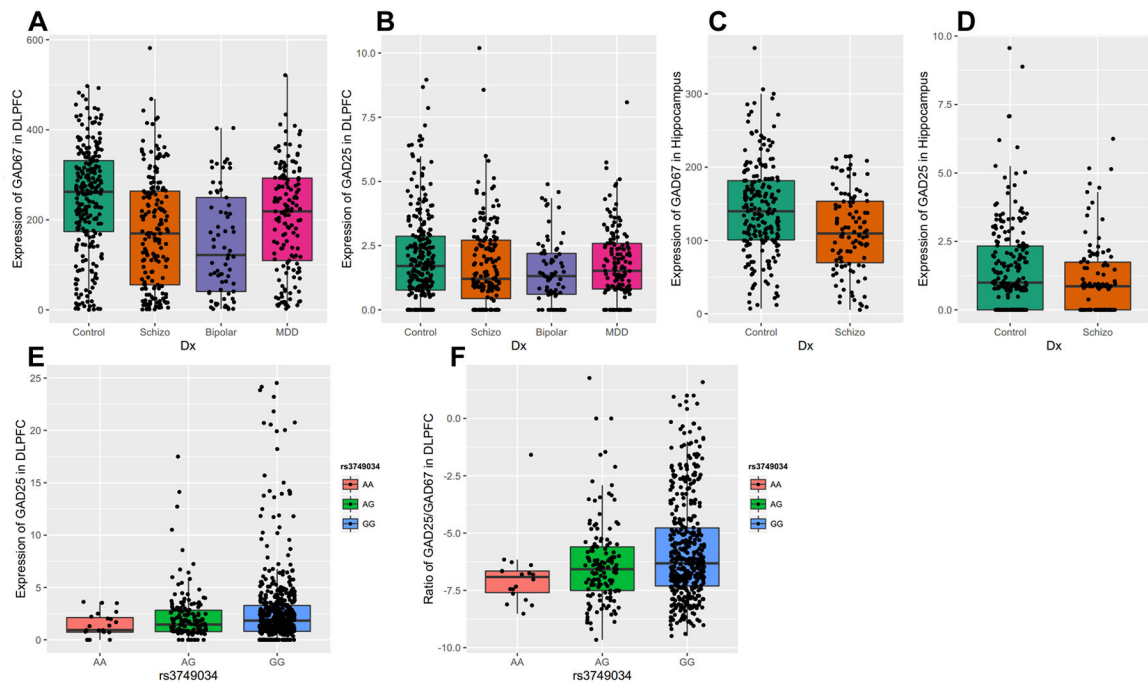 A
Expression of GAD67 in DLPFC
600
400
200
0
Control Schizo Bipolar MDD
Dx
B
Expression of GAD25 in DLPFC
10.0
7.5
5.0
2.5
0.0
Control Schizo Bipolar MDD
Dx
C
Expression of GAD67 in Hippocampus
300
200
100
0
Control Schizo
Dx
D
Expression of GAD25 in Hippocampus
10.0
7.5
5.0
2.5
0.0
Control Schizo
Dx
E
Expression of GAD25 in DLPFC
25
20
15
10
5
0
AA AG GG
rs3749034
rs3749034
AA
AG
GG
F
Ratio of GAD25/GAD67 in DLPFC
0.0
-2.5
-5.0
-7.5
-10.0
AA AG GG
rs3749034
rs3749034
AA
AG
GG